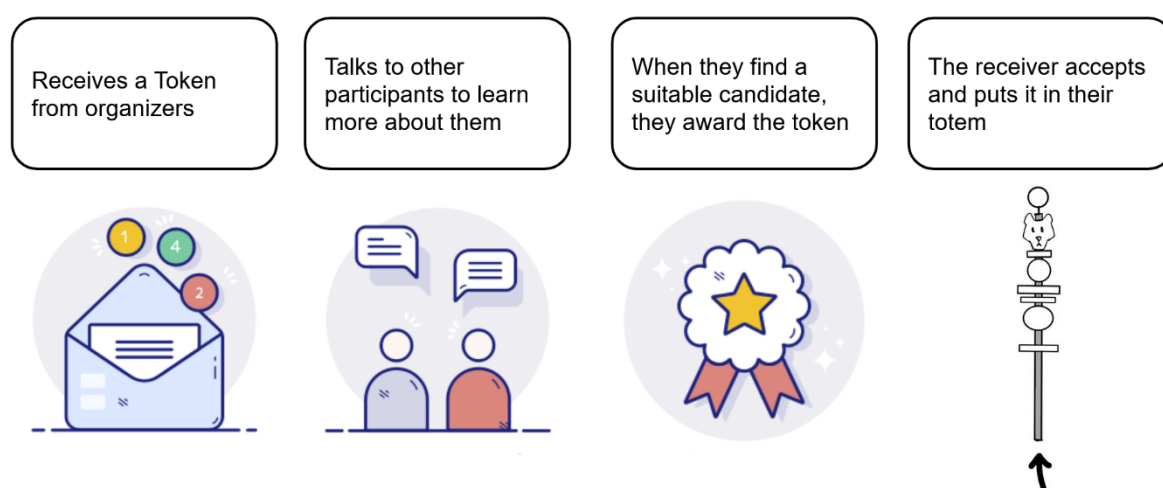 Receives a Token
from organizers
Talks to other
participants to learn
more about them
When they find a
suitable candidate,
they award the token
The receiver accepts
and puts it in their
totem
1
4
2